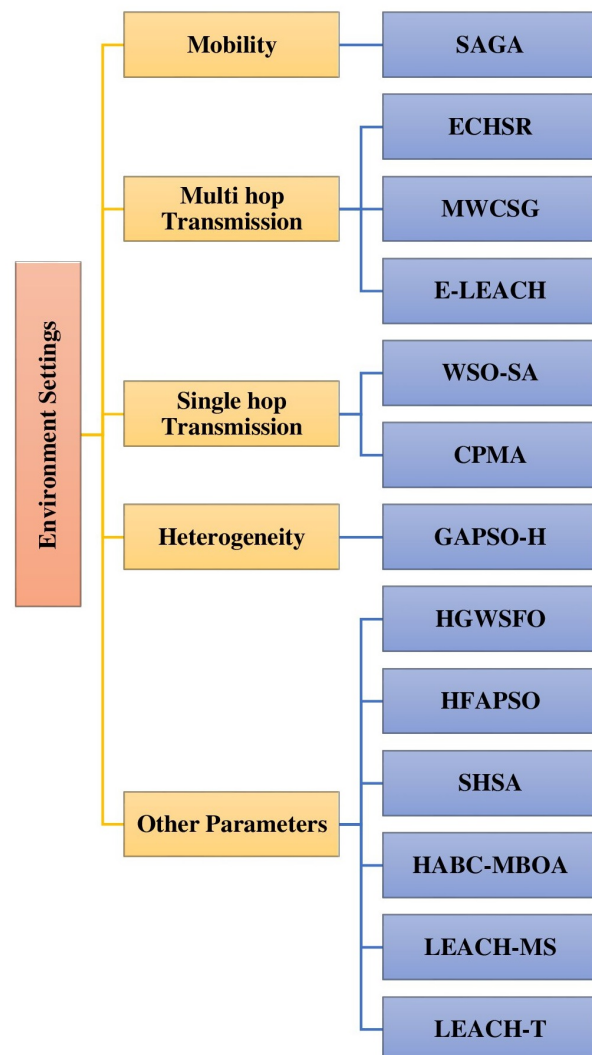 Environment Settings
Mobility
SAGA
Multi hop
Transmission
ECHSR
MWCSG
E-LEACH
Single hop
Transmission
WSO-SA
CPMA
Heterogeneity
GAPSO-H
Other Parameters
HGWSFO
HFAPSO
SHSA
HABC-MBOA
LEACH-MS
LEACH-T